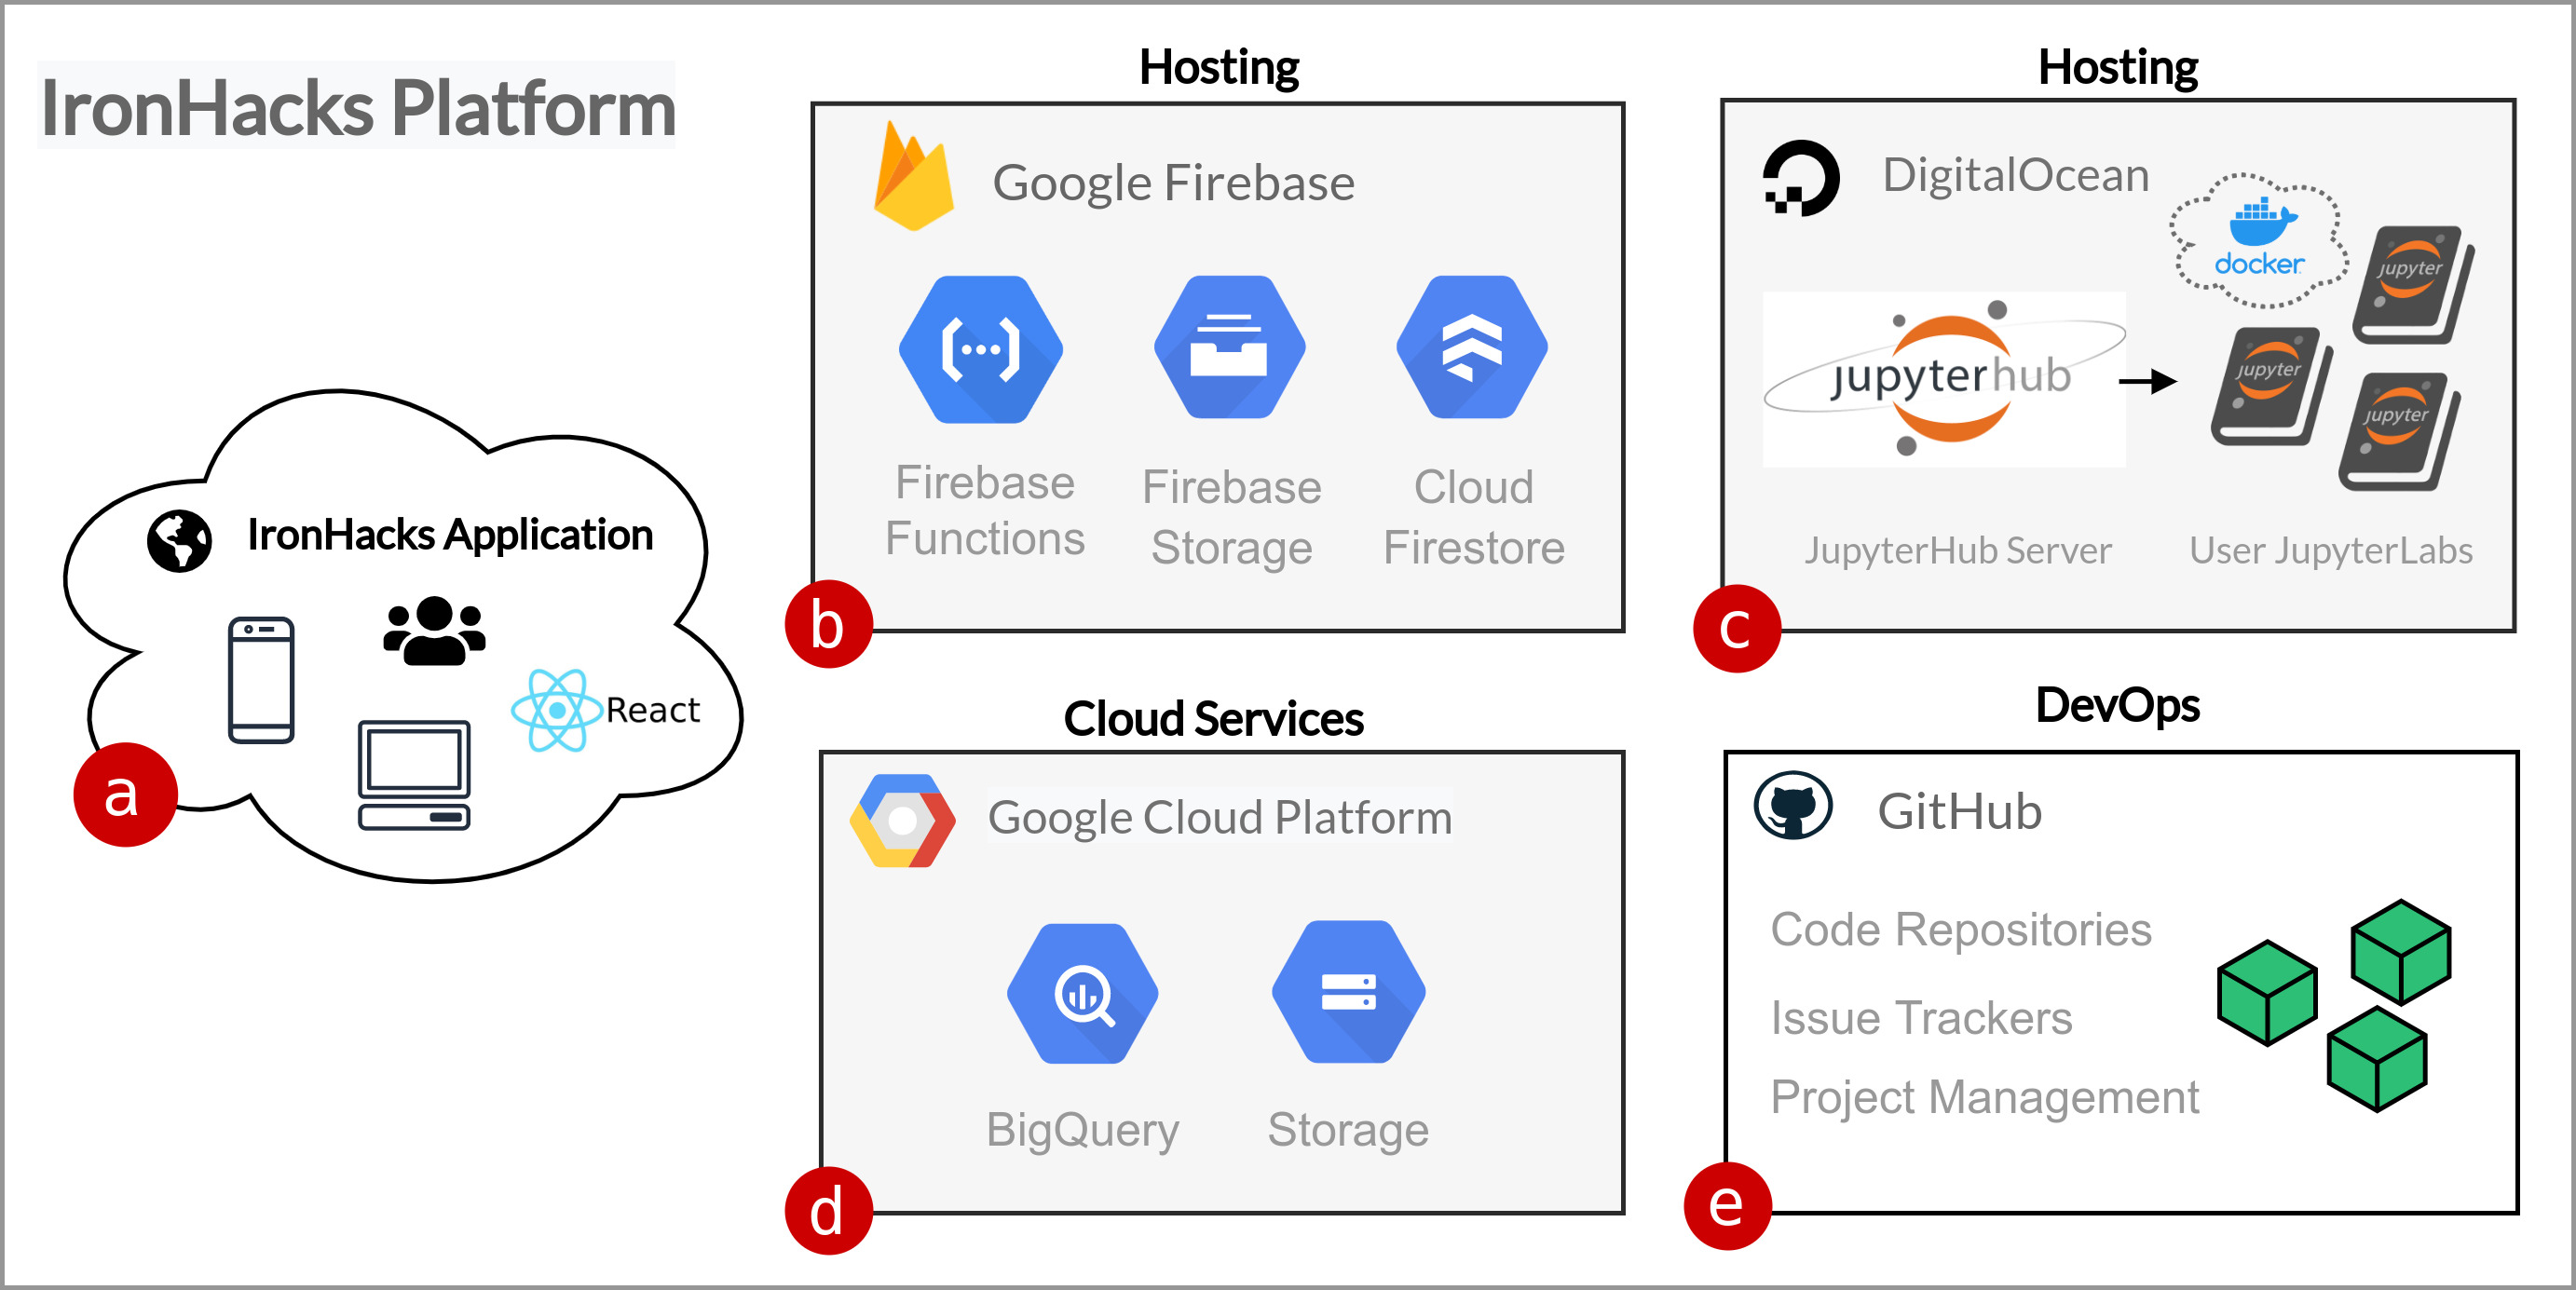 IronHacks Platform
IronHacks Application
React
a
Hosting
Google Firebase
Firebase
Functions
Firebase
Storage
Cloud
Firestore
b
Hosting
DigitalOcean
docker
jupyter
jupyter
jupyter
jupyterhub
JupyterHub Server
User JupyterLabs
c
Cloud Services
Google Cloud Platform
BigQuery
Storage
d
DevOps
GitHub
Code Repositories
Issue Trackers
Project Management
e